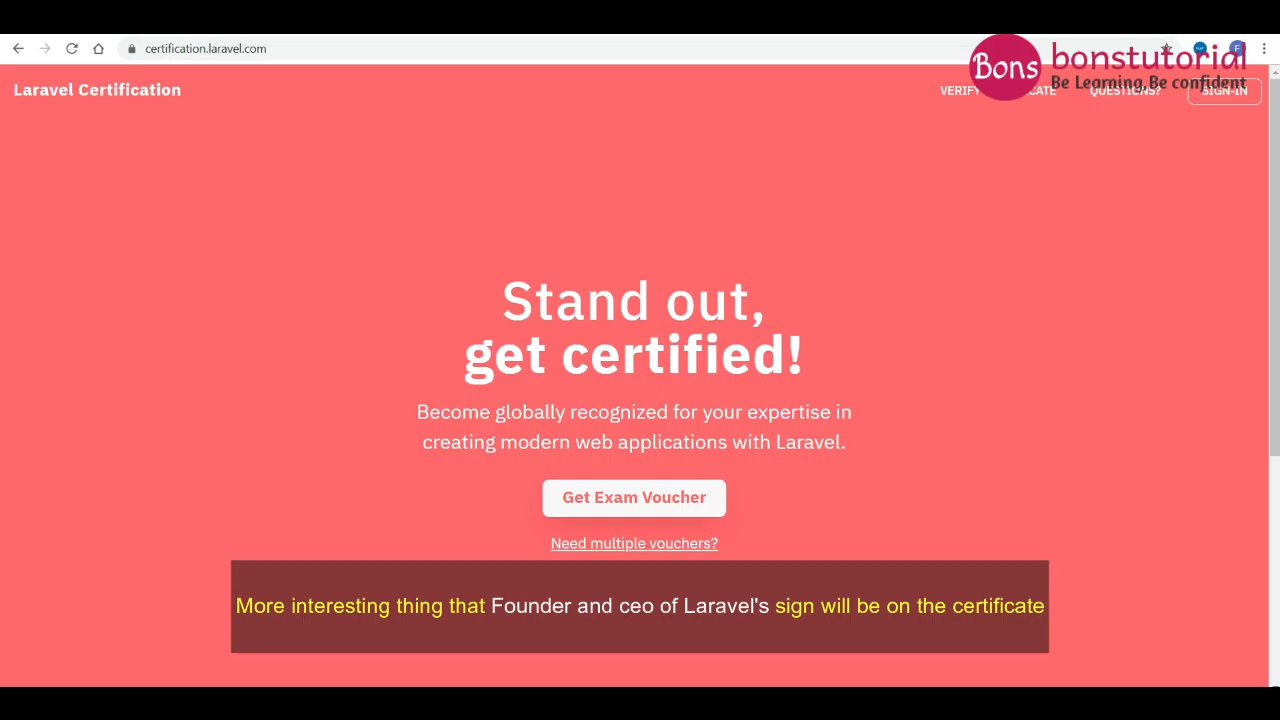 certification.laravel.com
Bons
bonstutorial
Be Learning,Be confident
Laravel Certification
VERIFY
CATE
QUESTIONS?
SIGN-IN
Stand out,
get certified!
Become globally recognized for your expertise in
creating modern web applications with Laravel.
Get Exam Voucher
Need multiple vouchers?
More interesting thing that Founder and ceo of Laravel's sign will be on the certificate